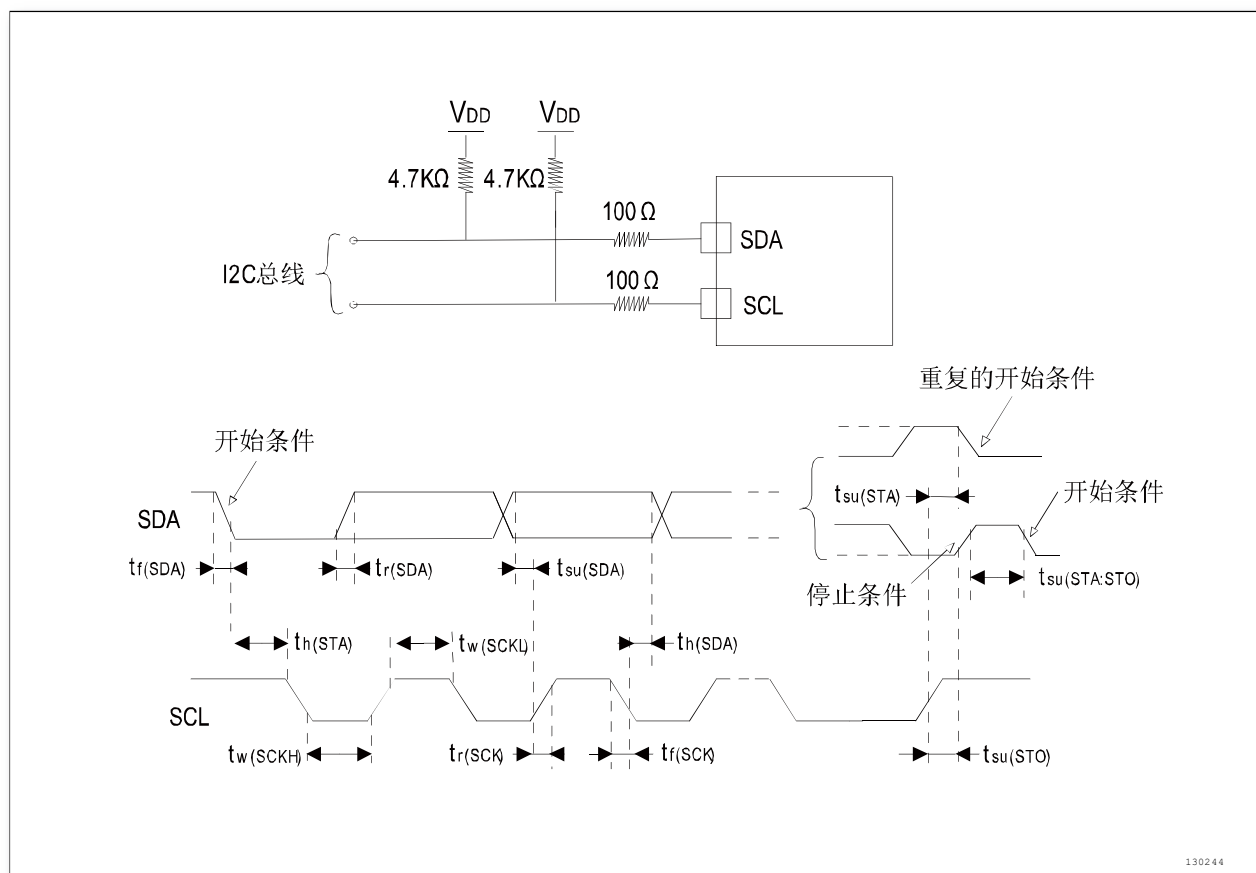 VDD VDD
4.7KΩ 4.7KΩ
100 Ω
SDA
I2C总线
100 Ω
SCL
重复的开始条件
开始条件
tsu(STA)
开始条件
SDA
tf(SDA) tr(SDA) tsu(SDA)
停止条件
tsu(STA:STO)
th(STA) tw(SCKL) th(SDA)
SCL
tw(SCKH) tr(SCK) tf(SCK) tsu(STO)
130244